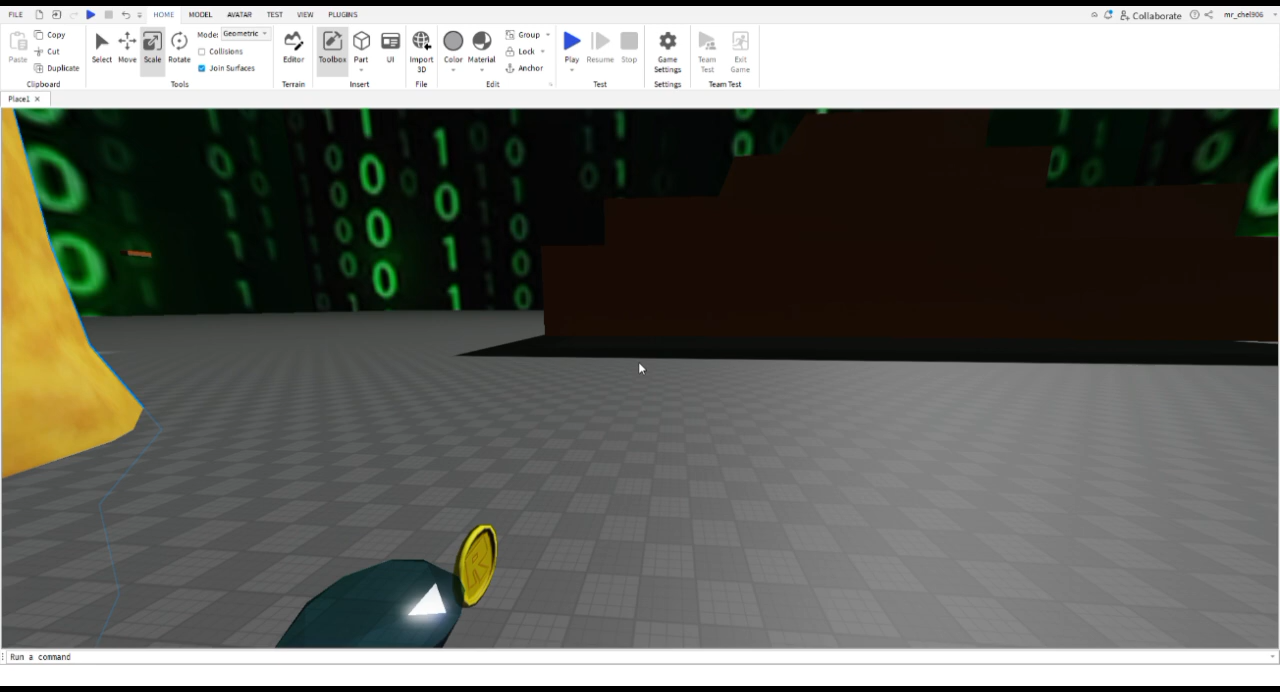 FILE HOME MODEL AVATAR TEST VIEW PLUGINS Collaborate mr_chel906
Paste Copy Cut Duplicate Select Move Scale Rotate Mode: Geometric Collisions Join Surfaces Editor Toolbox Part UI Import 3D Color Material Group Lock Anchor Play Resume Stop Game Settings Team Test Exit Game
Clipboard Tools Terrain Insert File Edit Test Settings Team Test
Place1
Run a command